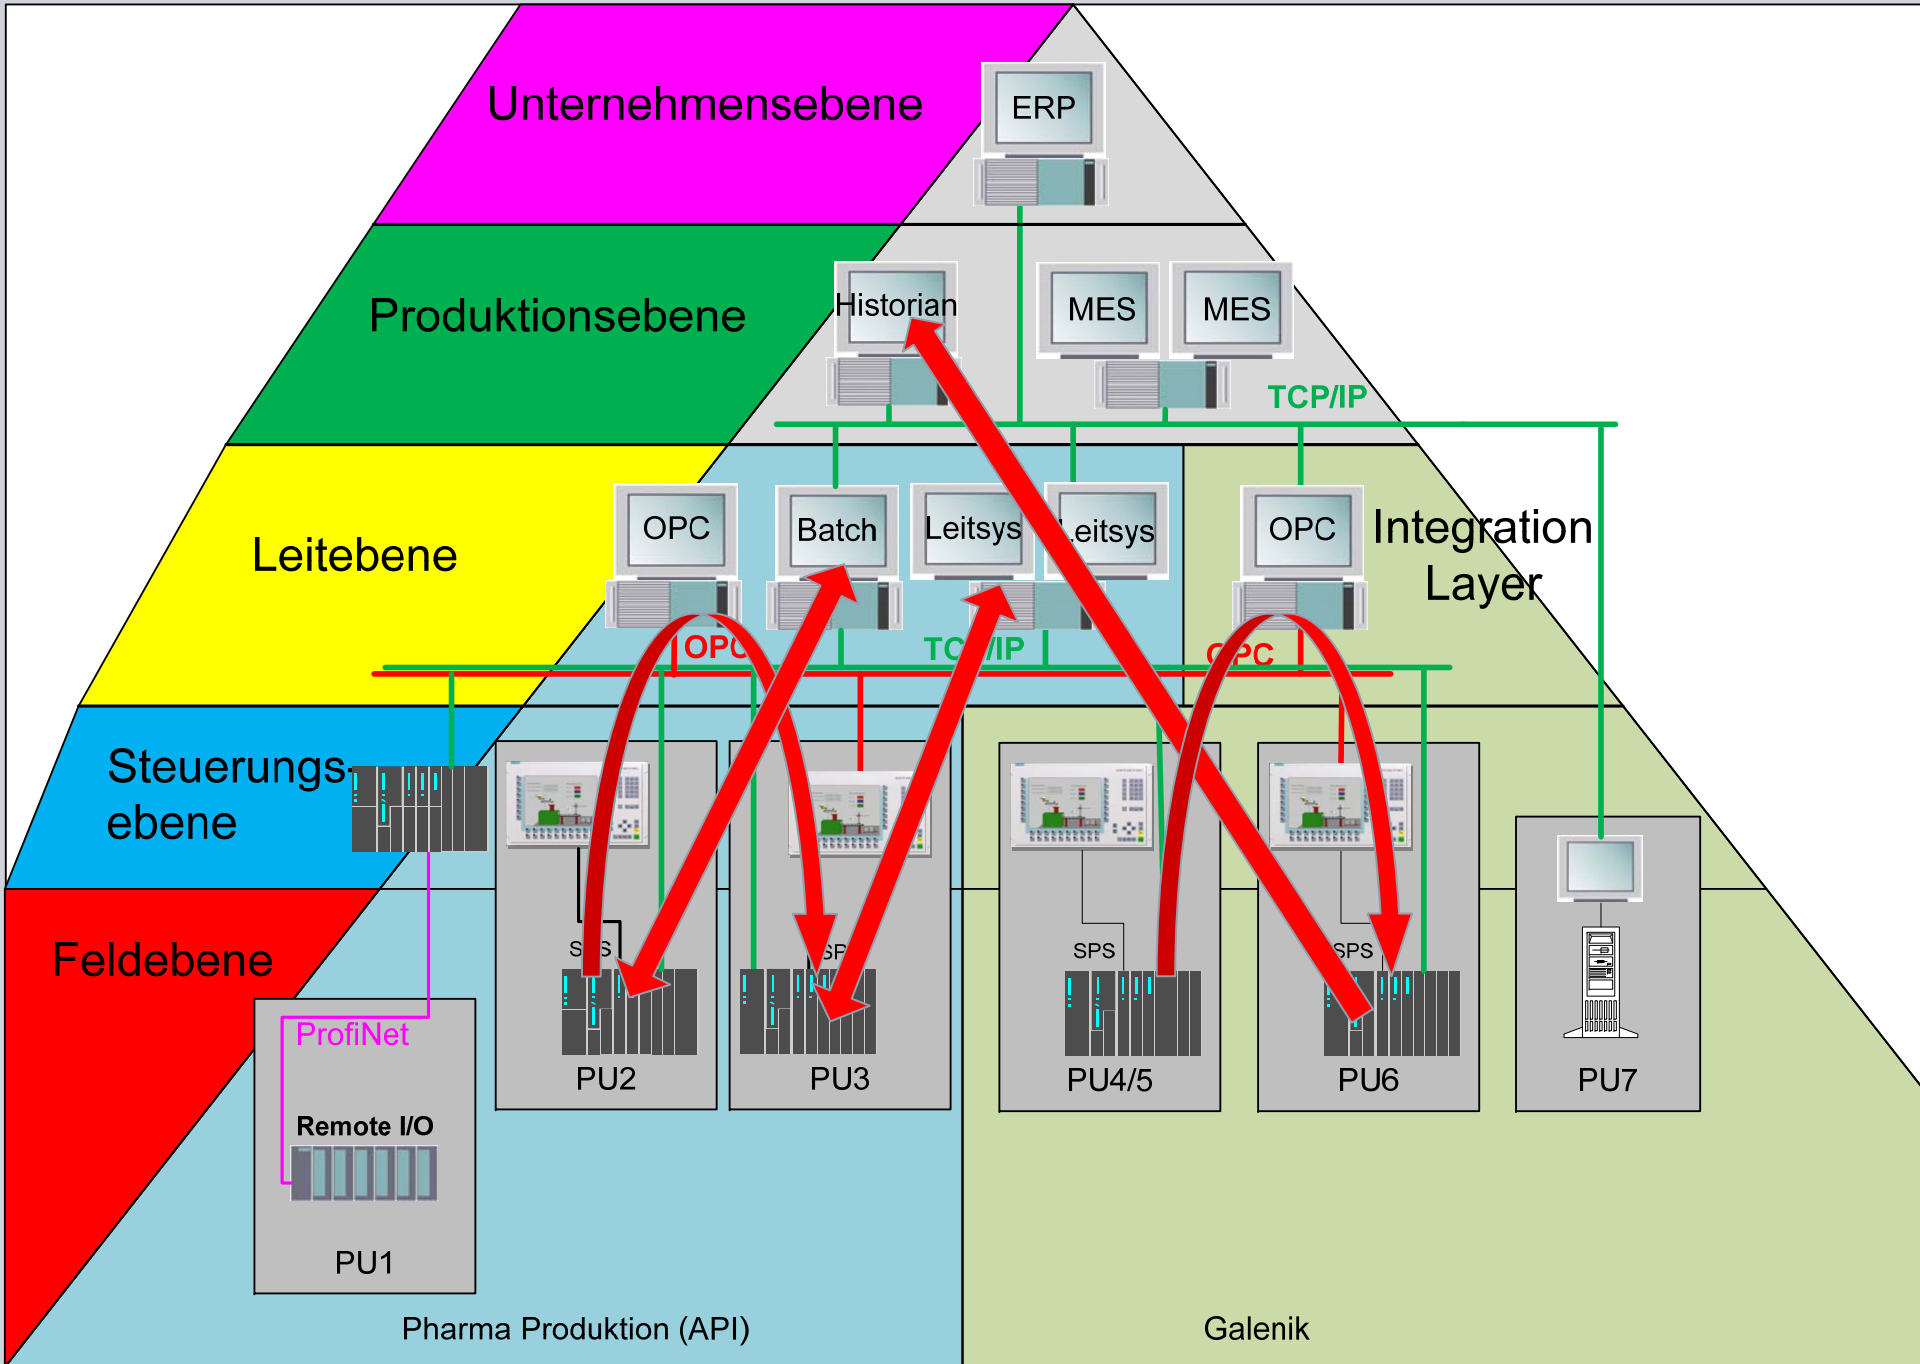 Unternehmensebene
ERP
Produktionsebene
Historian
MES
MES
TCP/IP
Leitebene
OPC
Batch
Leitsys
Leitsys
OPC
Integration
Layer
OPC
TCP/IP
OPC
Steuerungs-
ebene
Feldebene
SPS
SPS
SPS
SPS
ProfiNet
PU2
PU3
PU4/5
PU6
PU7
Remote I/O
PU1
Pharma Produktion (API)
Galenik